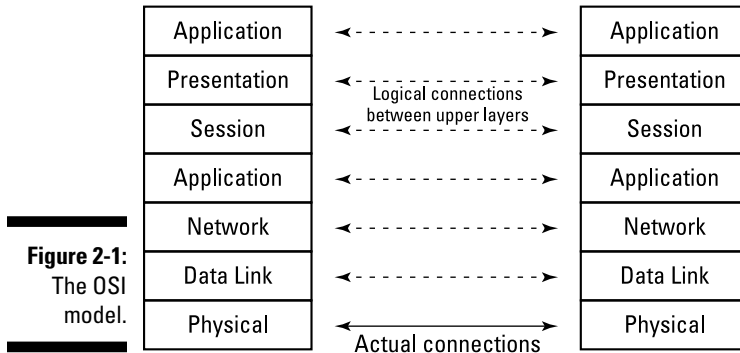 Application
Application
Presentation
Presentation
Logical connections
between upper layers
Session
Session
Application
Application
Network
Network
Figure 2-1:
The OSI
model.
Data Link
Data Link
Physical
Physical
Actual connections